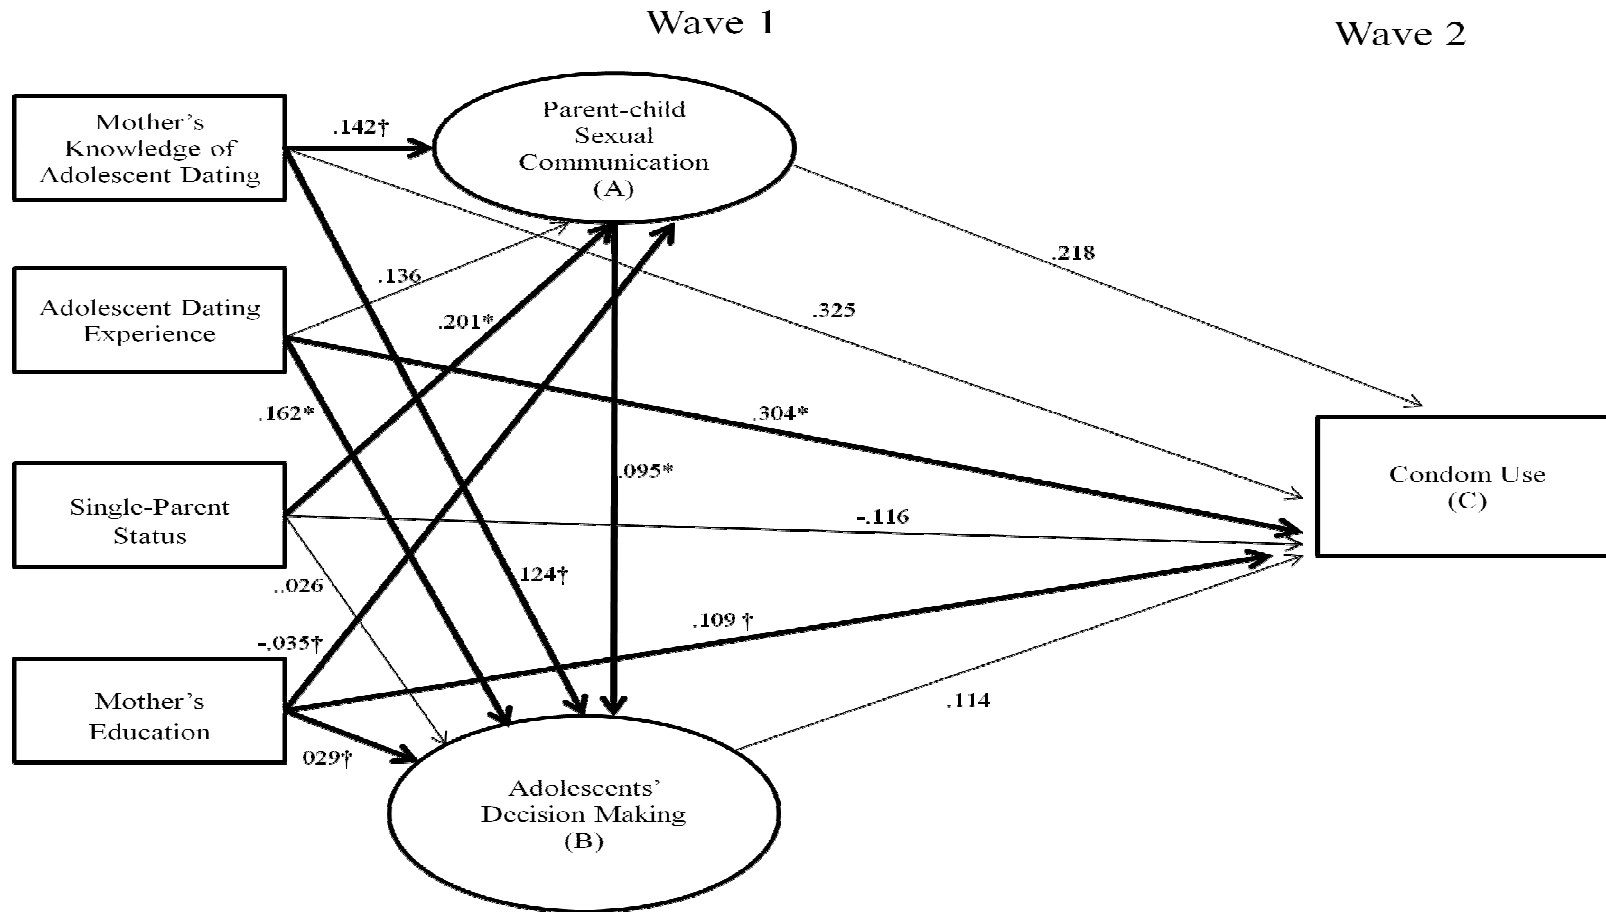 Wave 1
Wave 2
Mother's
Knowledge of
Adolescent Dating
.142†
Parent-child
Sexual
Communication
(A)
.218
.136
Adolescent Dating
Experience
.201*
.325
.162*
.304*
.095*
Condom Use
(C)
Single-Parent
Status
-.116
..026
124†
-.035†
.109 †
Mother's
Education
.114
029†
Adolescents'
Decision Making
(B)